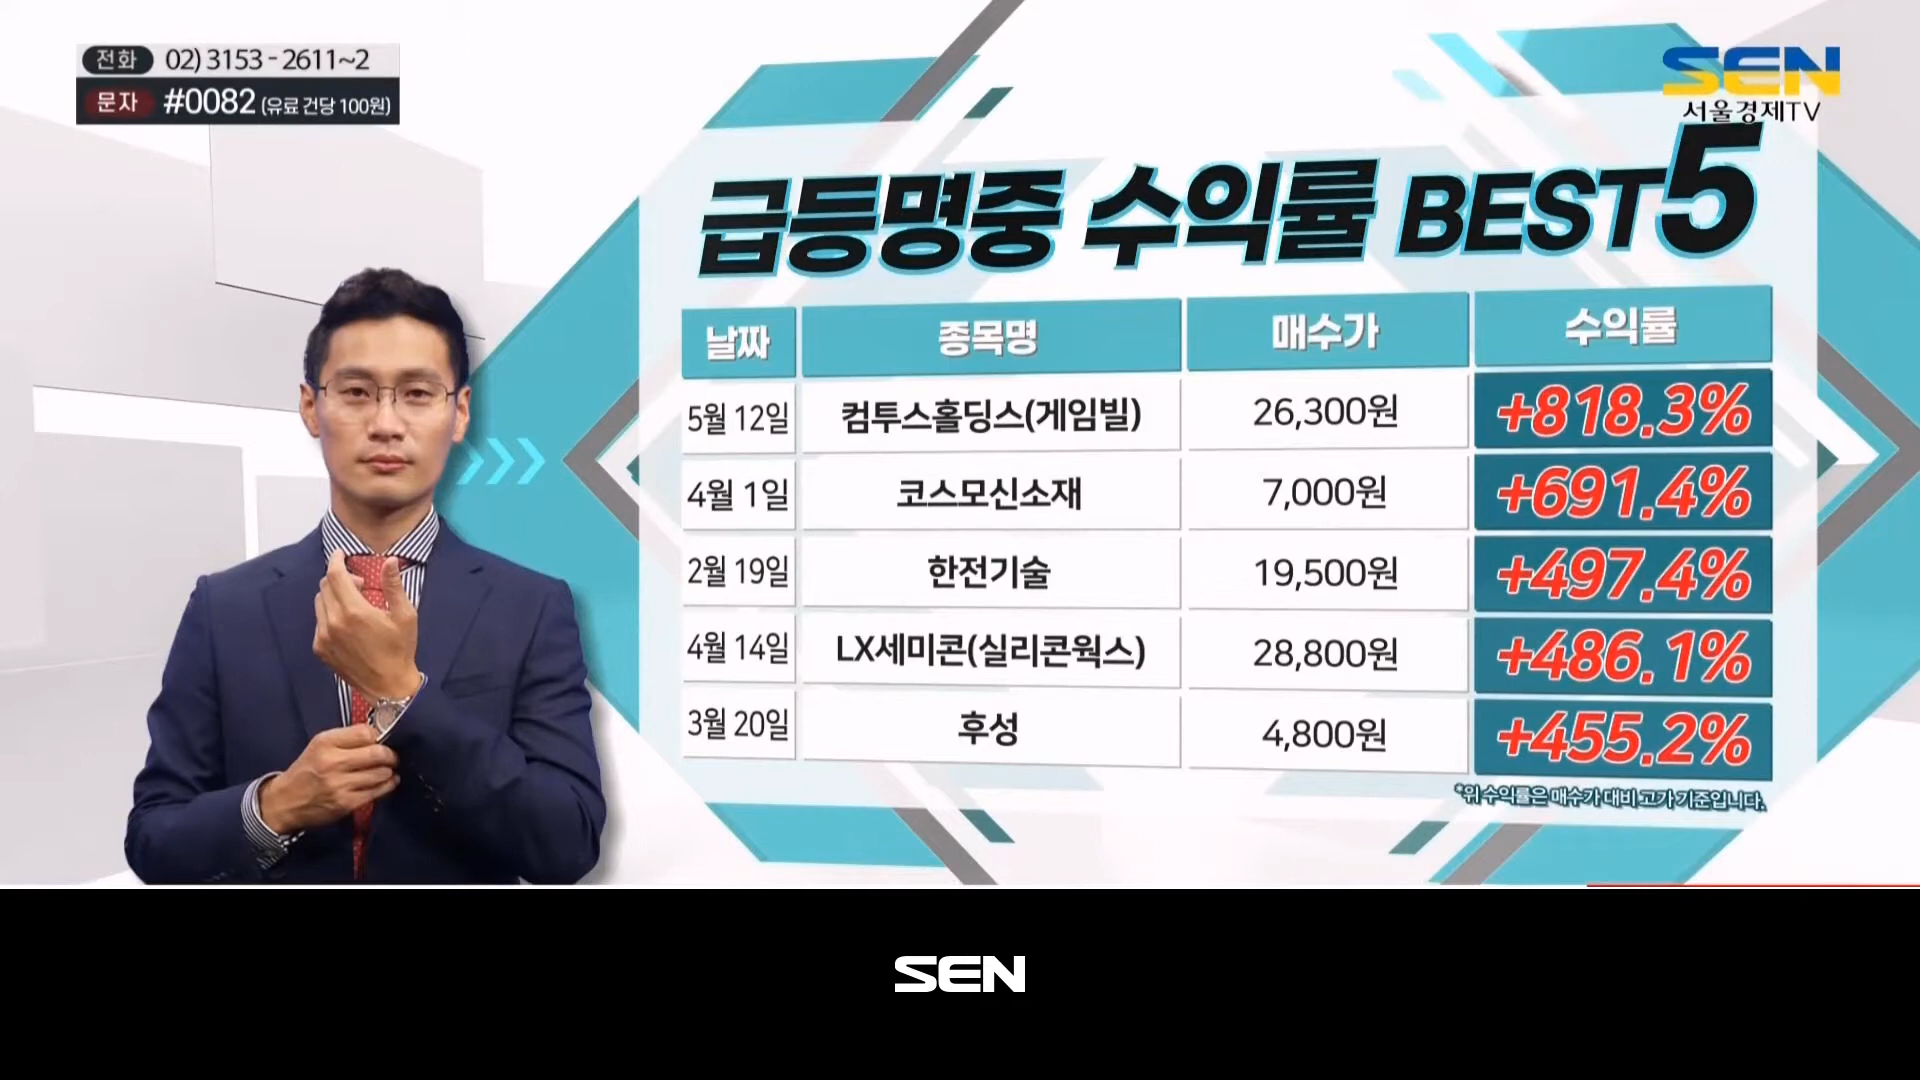 전화 02) 3153 - 2611~2
문자 #0082 (유료 건당 100원)
SEN
서울경제TV
급등명중 수익률 BEST5
날짜 종목명 매수가 수익률
5월 12일 컴투스홀딩스(게임빌) 26,300원 +818.3%
4월 1일 코스모신소재 7,000원 +691.4%
2월 19일 한전기술 19,500원 +497.4%
4월 14일 LX세미콘(실리콘웍스) 28,800원 +486.1%
3월 20일 후성 4,800원 +455.2%
*위 수익률은 매수가 대비 고가 기준입니다.
SEN